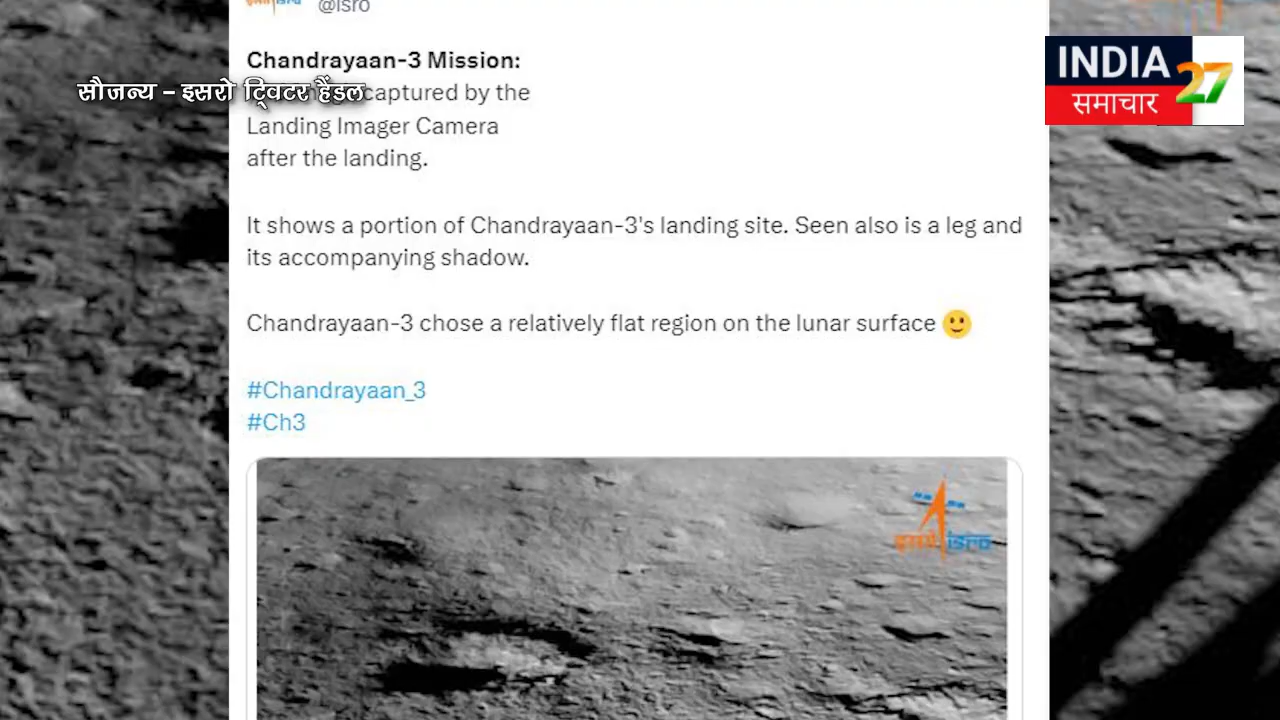 @isro
Chandrayaan-3 Mission:
सौजन्य - इसरो ट्विटर हैंडल
captured by the
Landing Imager Camera
after the landing.
It shows a portion of Chandrayaan-3's landing site. Seen also is a leg and
its accompanying shadow.
Chandrayaan-3 chose a relatively flat region on the lunar surface 🙂
#Chandrayaan_3
#Ch3
इसरो isro
INDIA
समाचार
27